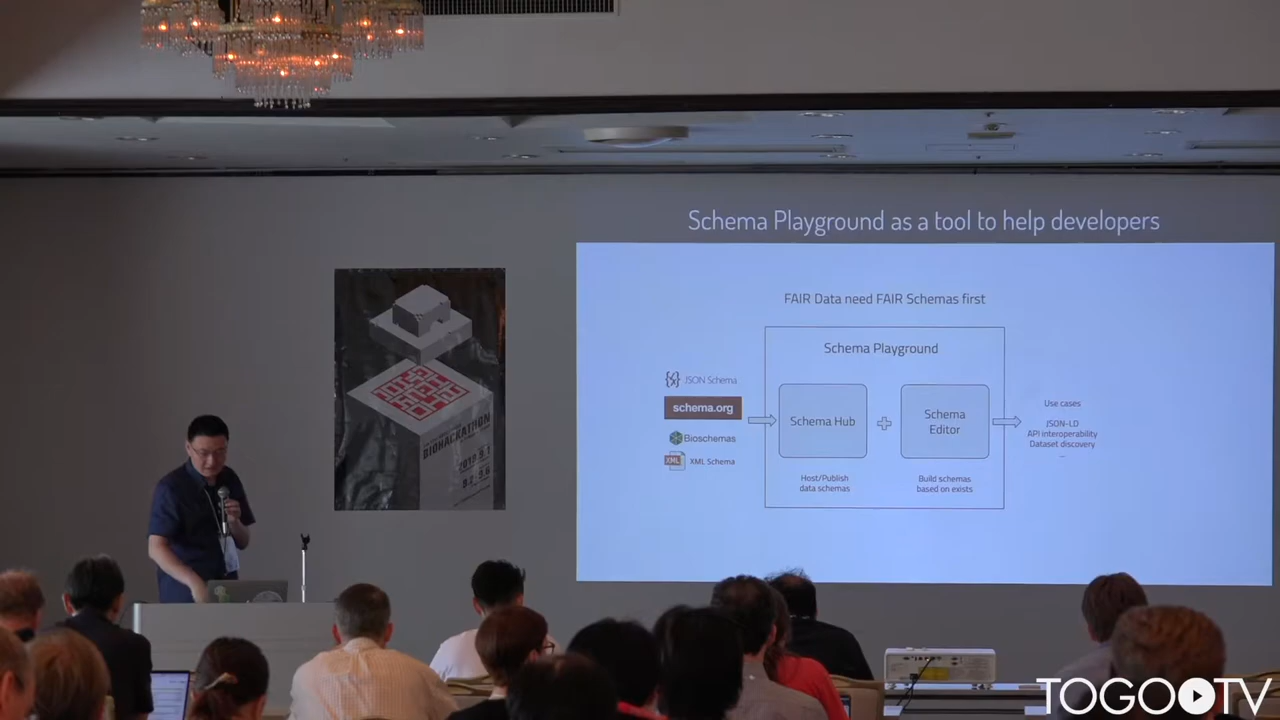 Schema Playground as a tool to help developers
FAIR Data need FAIR Schemas first
Schema Playground
JSON Schema
schema.org
Bioschemas
XML
XML Schema
Schema Hub
Schema
Editor
Host/Publish
data schemas
Build schemas
based on exists
Use cases
JSON-LD
API interoperability
Dataset discovery
...
BIOHACKATHON
TOGOTV